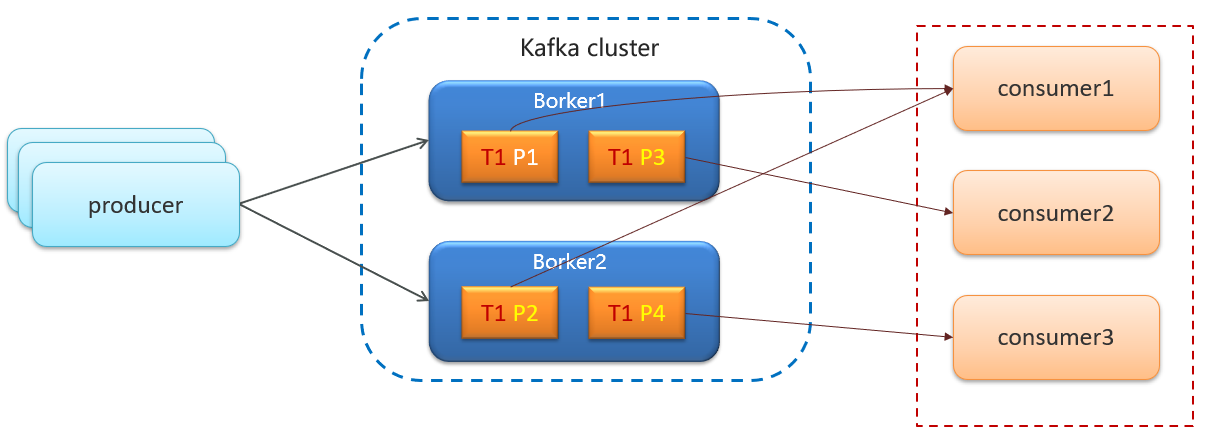 Kafka cluster
producer
Borker1
T1 P1
T1 P3
Borker2
T1 P2
T1 P4
consumer1
consumer2
consumer3